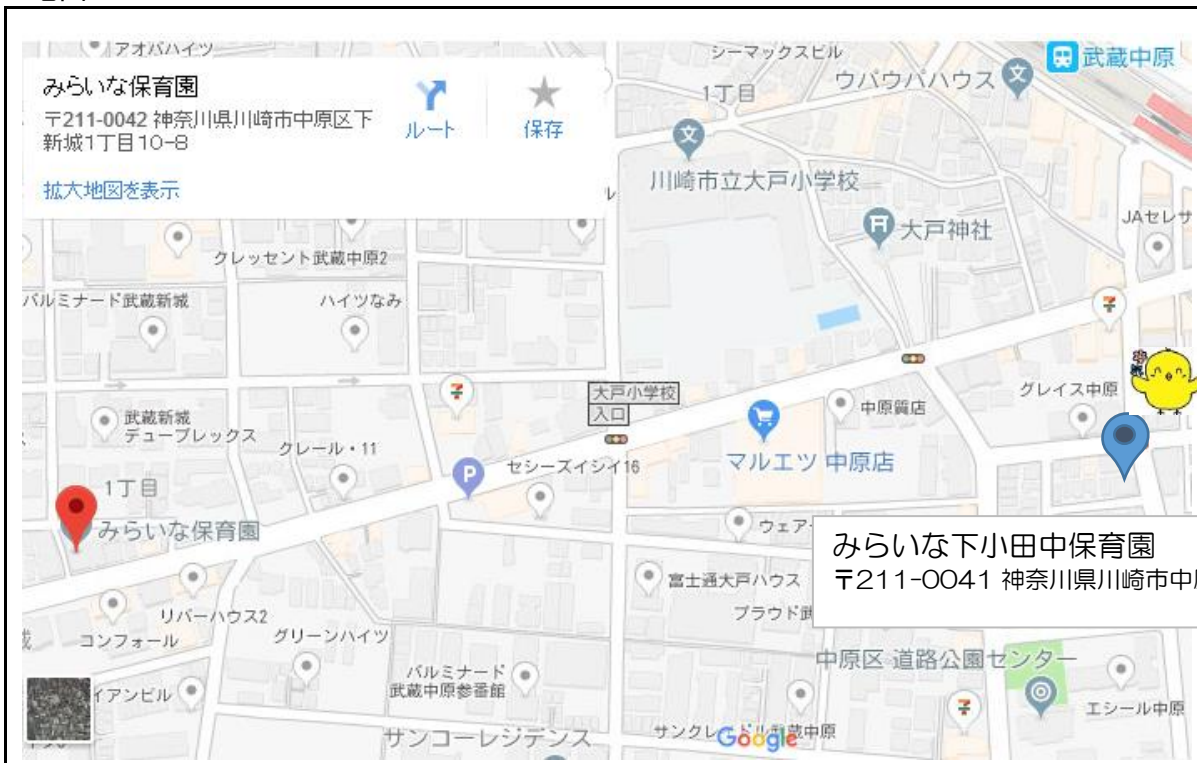 アオバハイツ
シーマックスビル
武蔵中原
みらいな保育園
〒211-0042 神奈川県川崎市中原区下
新城1丁目10-8
ルート
保存
拡大地図を表示
1丁目
ウパウパハウス
川崎市立大戸小学校
大戸神社
JAセレサ
クレッセント武蔵中原2
パルミナード武蔵新城
ハイツなみ
大戸小学校
入口
グレイス中原
中原質店
武蔵新城
デュープレックス
クレール・11
P
セシーズイシイ16
マルエツ 中原店
1丁目
みらいな保育園
ウェア
みらいな下小田中保育園
〒211-0041 神奈川県川崎市中
富士通大戸ハウス
プラウド武
リバーハウス2
コンフォール
グリーンハイツ
中原区 道路公園センター
パルミナード
武蔵中原参番館
イアンビル
エシール中原
サンコーレジデンス
Google